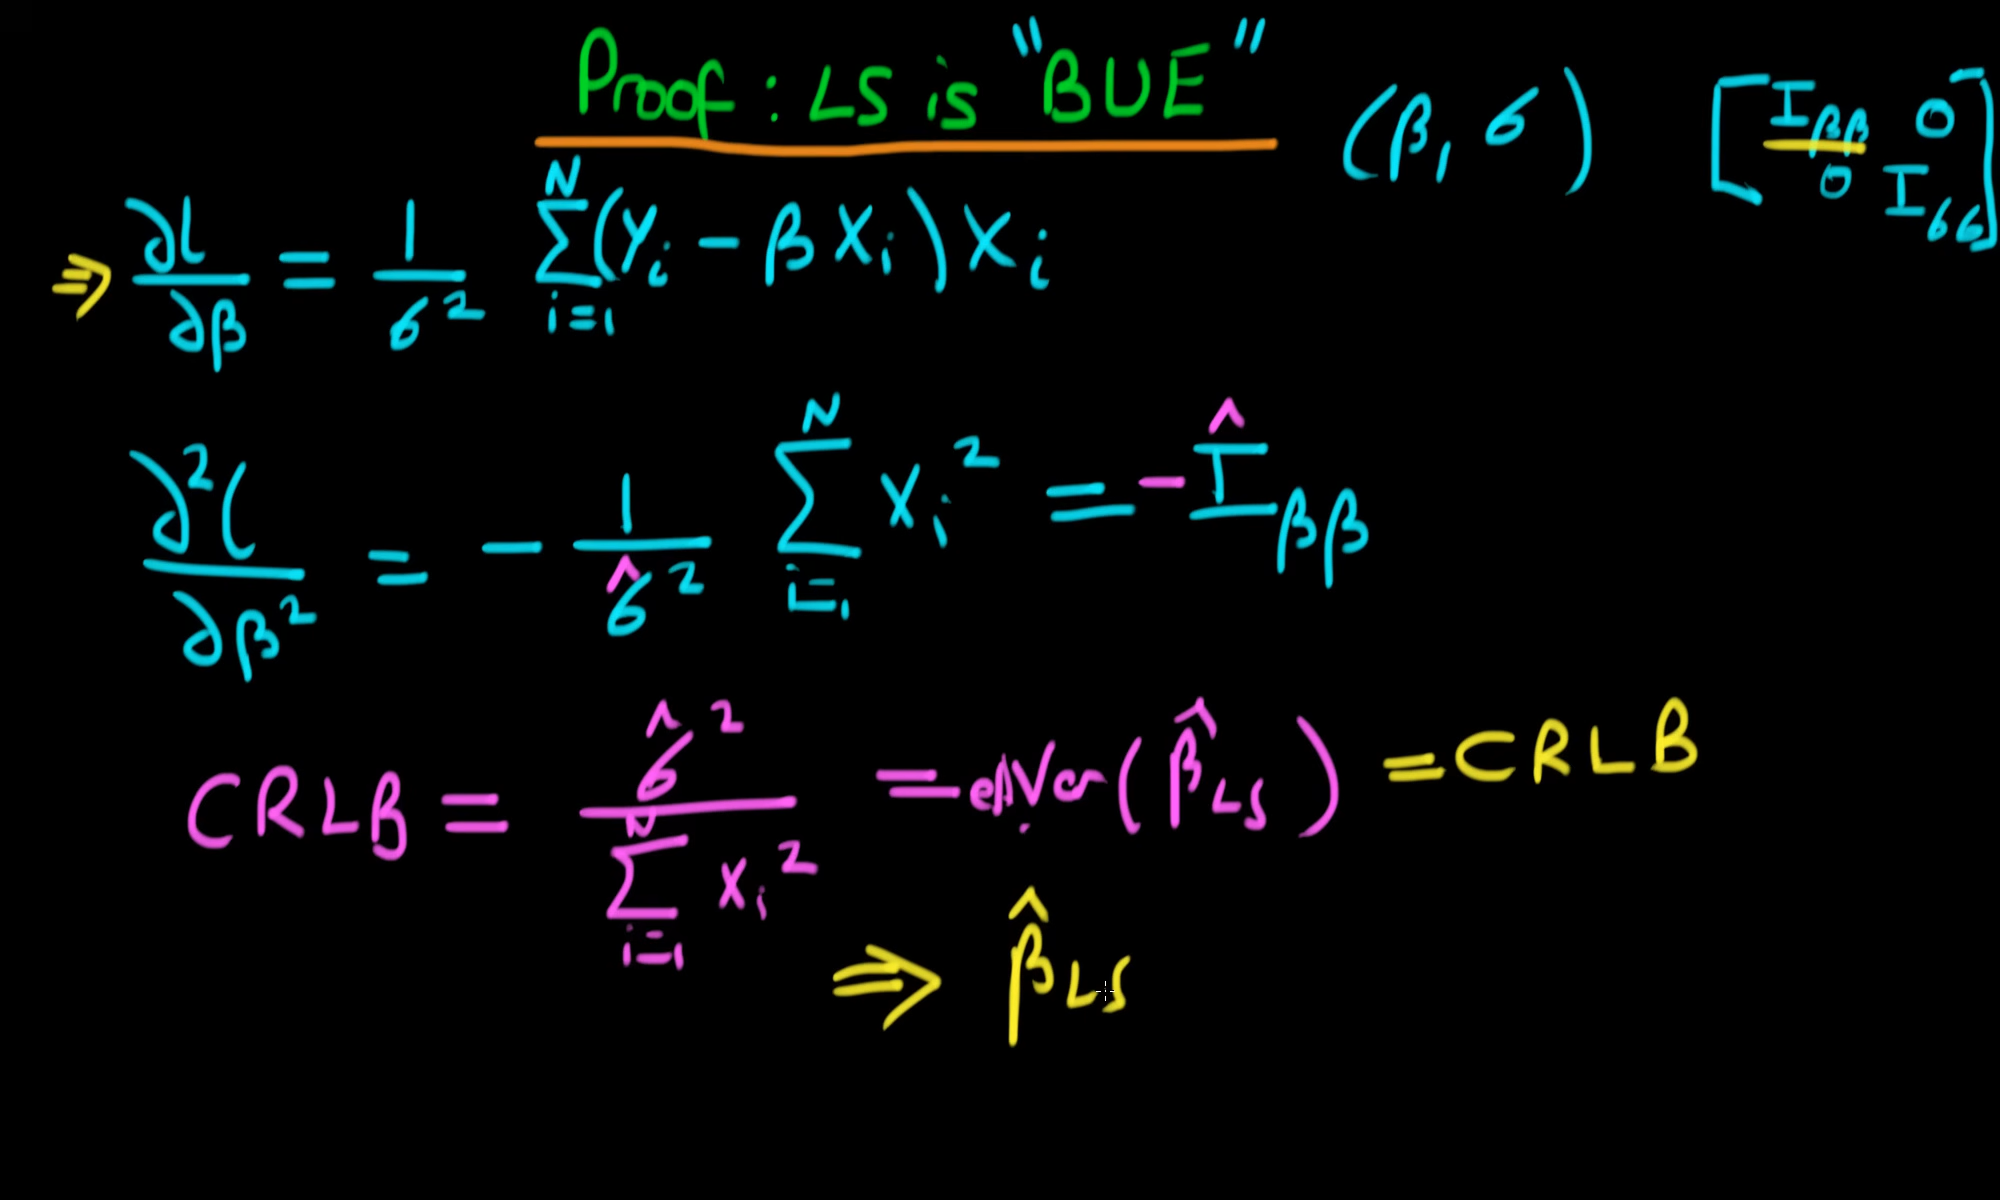 Proof: LS is "BUE"
(β, σ) [I_ββ 0
0 I_σσ]
⇒ ∂l/∂β = 1/σ² Σ_{i=1}^{N} (Y_i - βX_i)X_i
∂²l/∂β² = - 1/σ̂² Σ_{i=1}^{N} X_i² = -Î_ββ
CRLB = σ̂² / Σ_{i=1}^{N} X_i² = Var(β̂_LS) = CRLB
⇒ β̂_LS